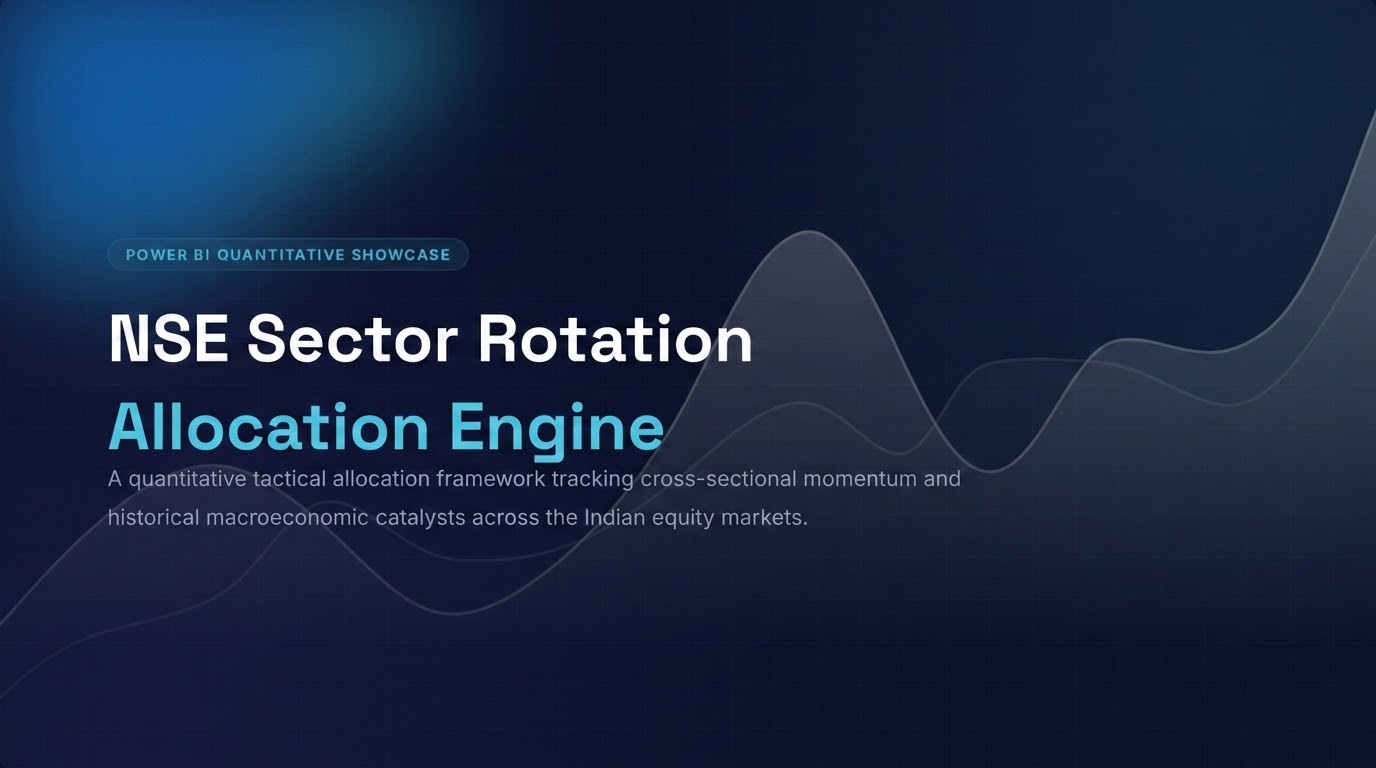 POWER BI QUANTITATIVE SHOWCASE
NSE Sector Rotation
Allocation Engine
A quantitative tactical allocation framework tracking cross-sectional momentum and
historical macroeconomic catalysts across the Indian equity markets.